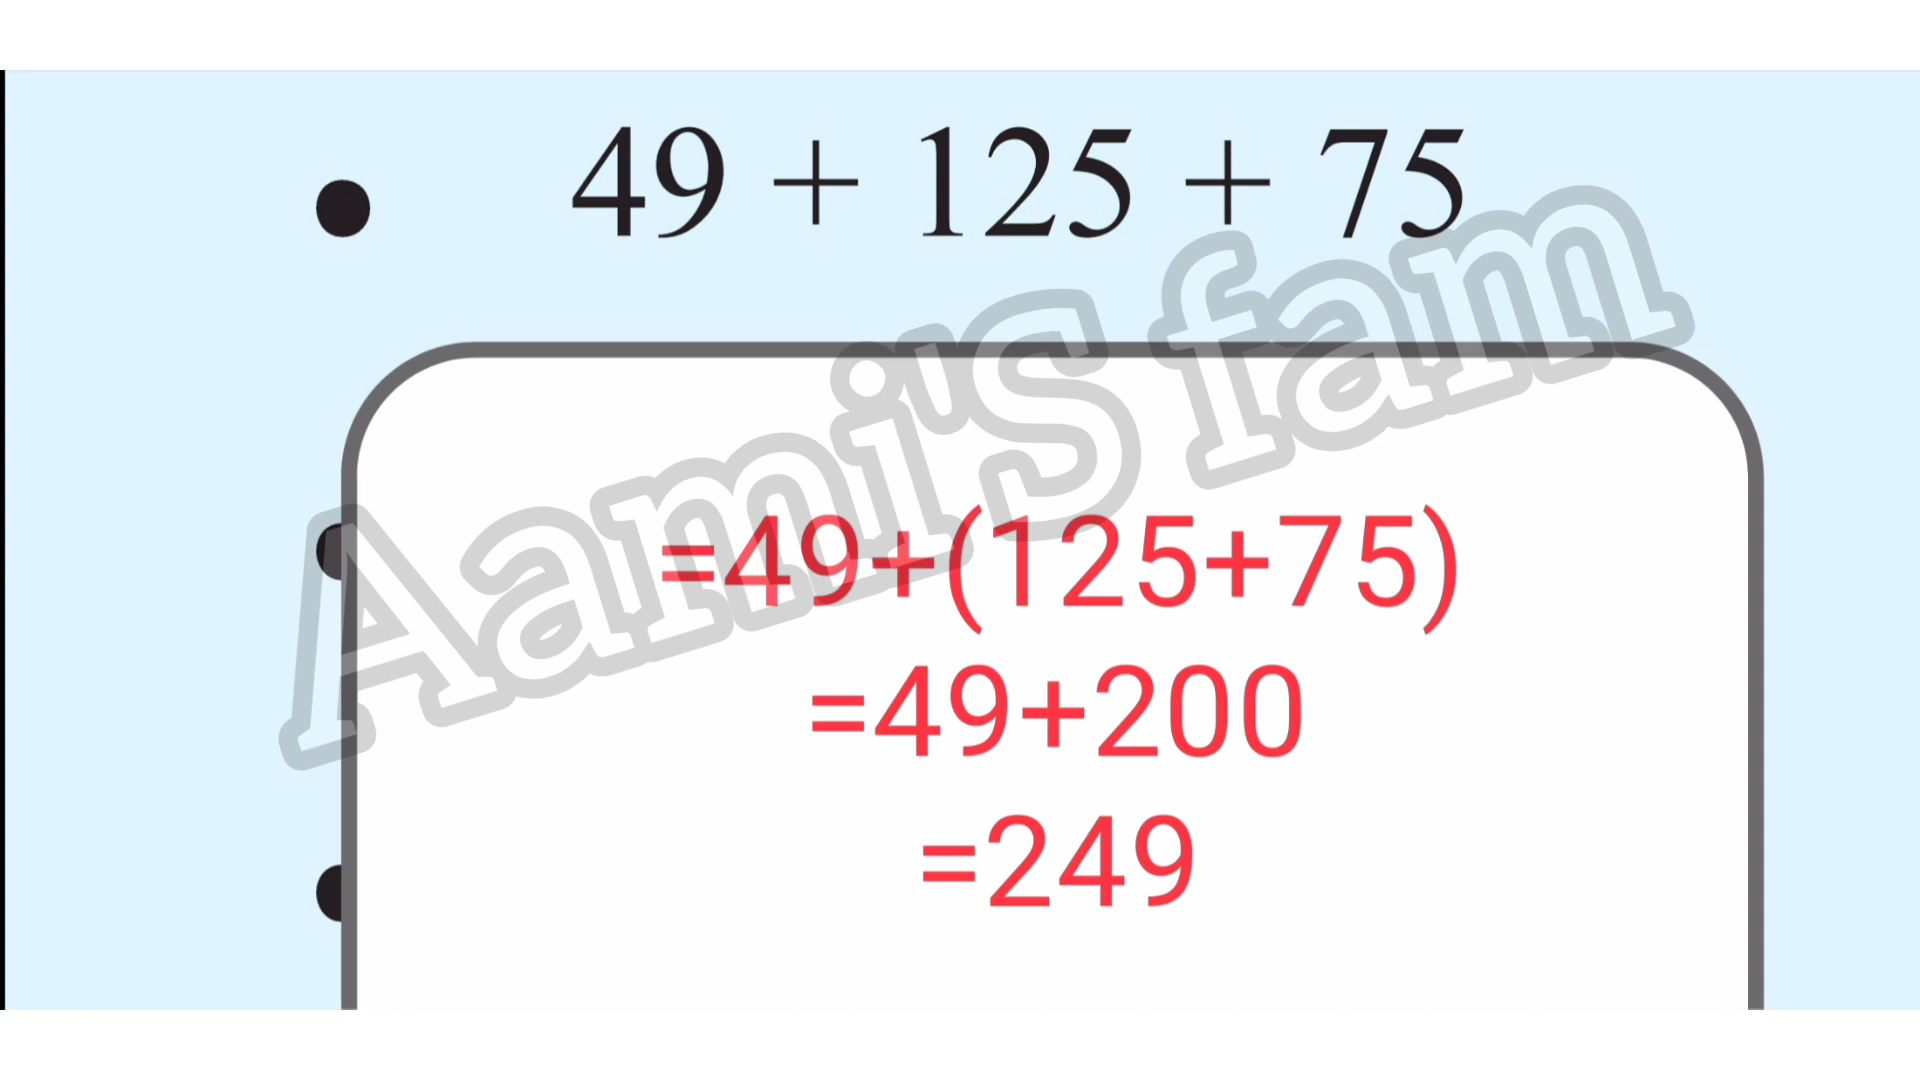 49 + 125 + 75
Aami'S fam
=49+(125+75)
=49+200
=249